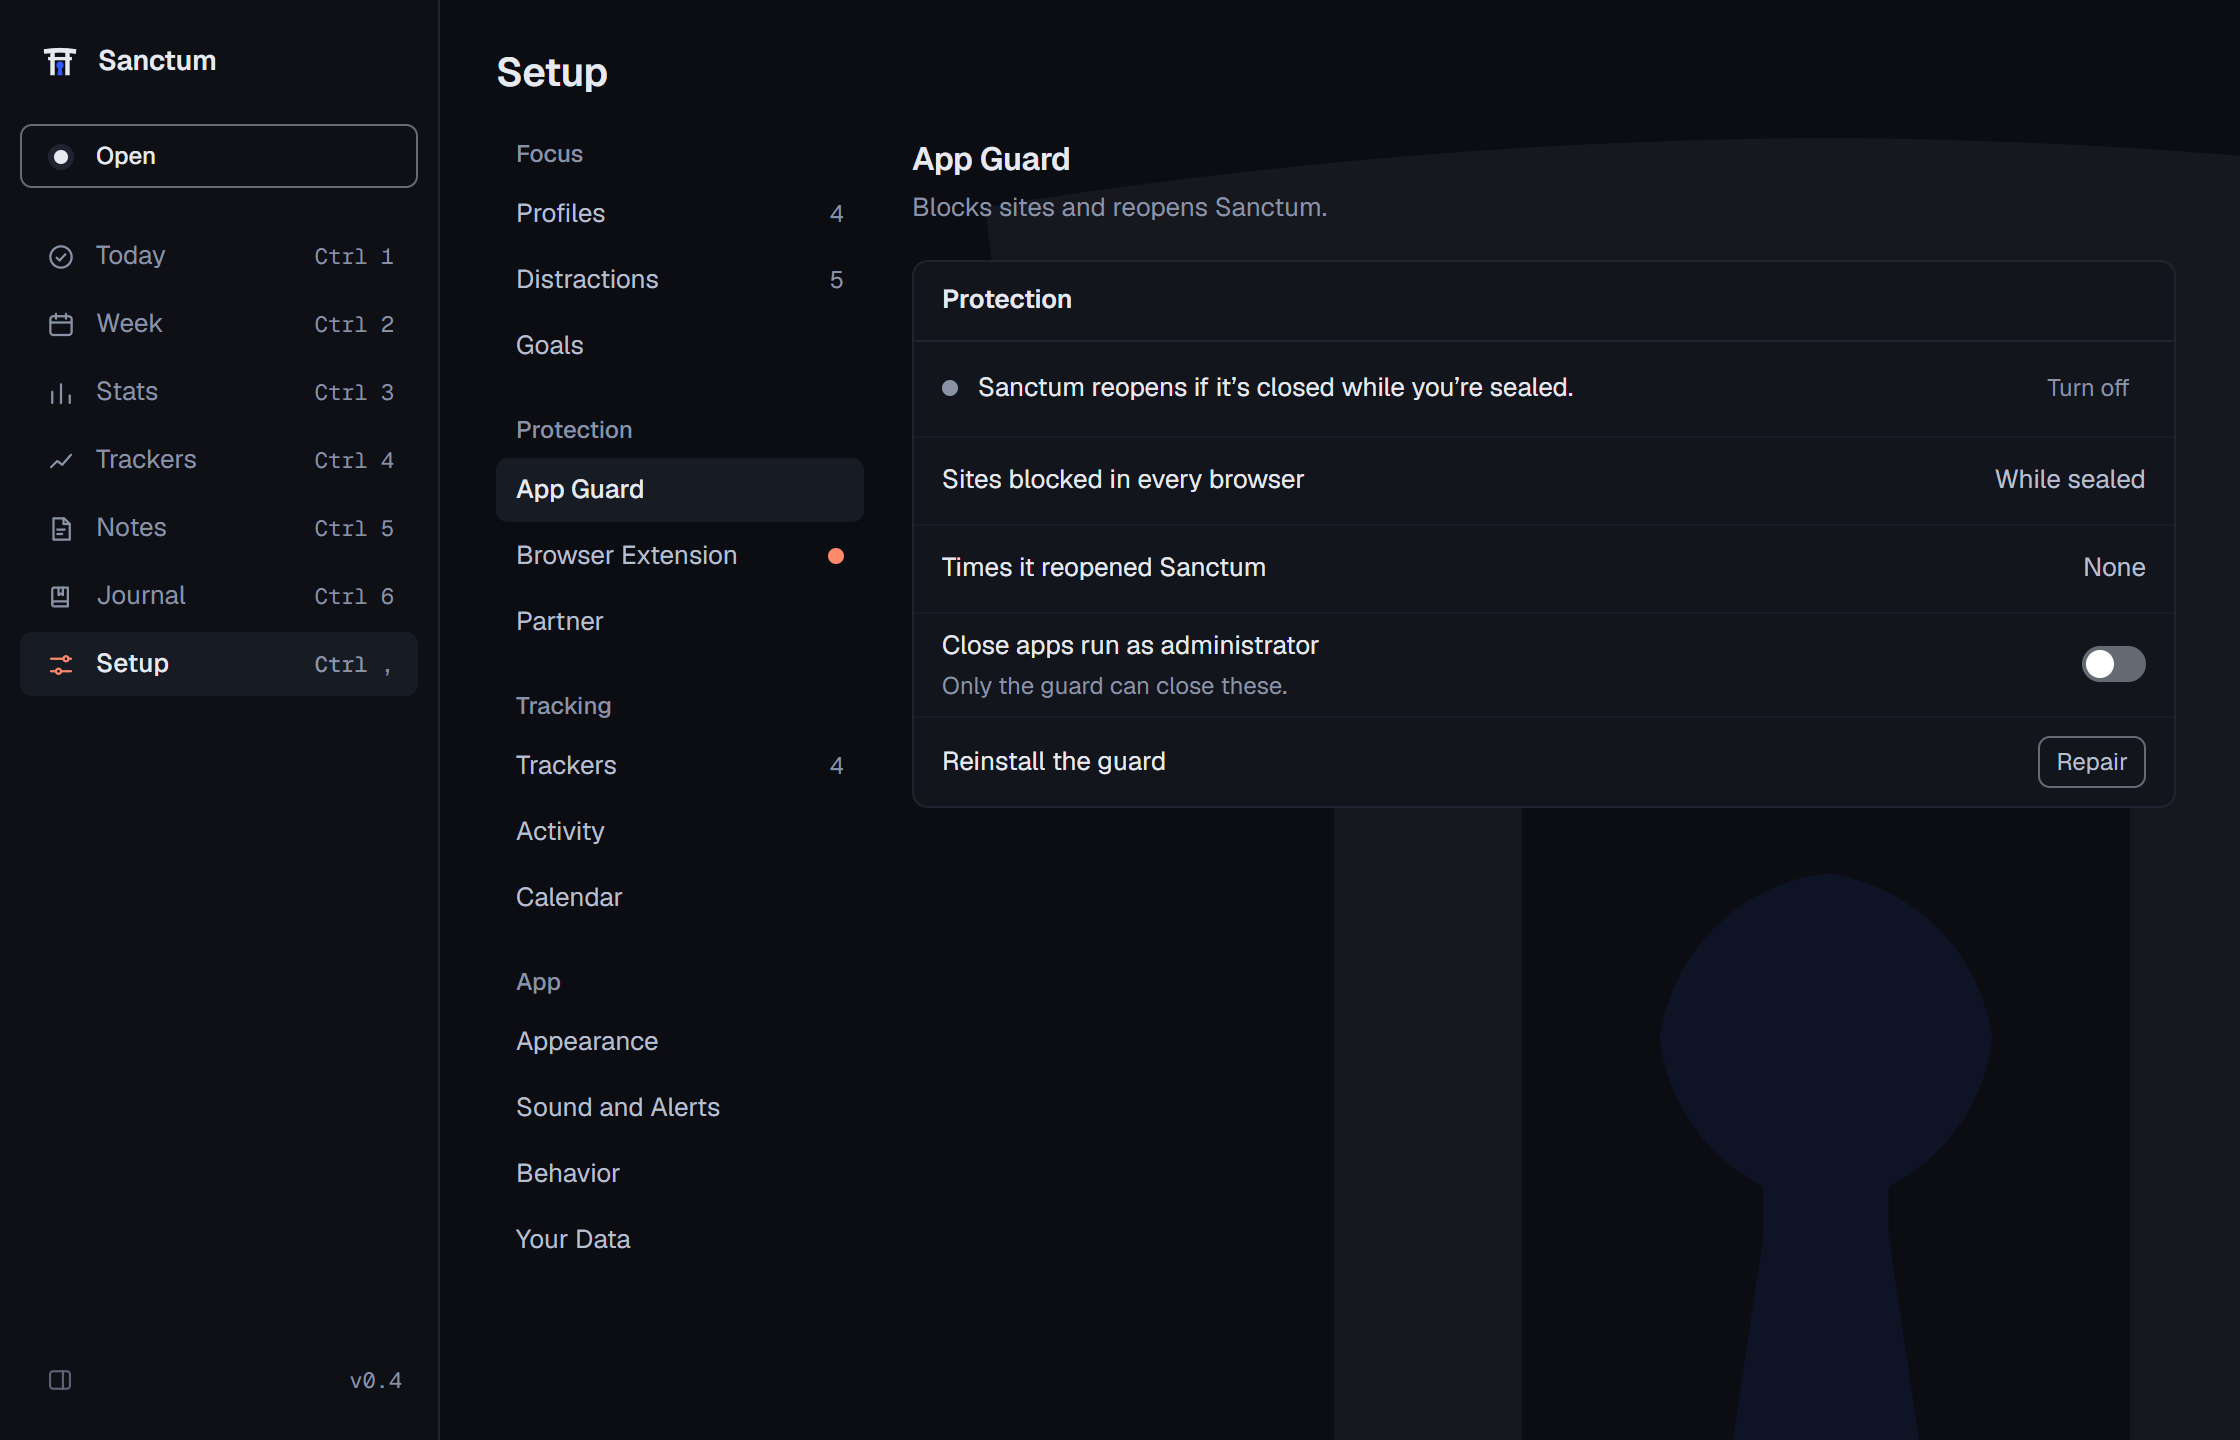 Sanctum
Open
Today Ctrl 1
Week Ctrl 2
Stats Ctrl 3
Trackers Ctrl 4
Notes Ctrl 5
Journal Ctrl 6
Setup Ctrl ,
v0.4
Setup
Focus
Profiles 4
Distractions 5
Goals
Protection
App Guard
Browser Extension
Partner
Tracking
Trackers 4
Activity
Calendar
App
Appearance
Sound and Alerts
Behavior
Your Data
App Guard
Blocks sites and reopens Sanctum.
Protection
Sanctum reopens if it’s closed while you’re sealed. Turn off
Sites blocked in every browser While sealed
Times it reopened Sanctum None
Close apps run as administrator
Only the guard can close these.
Reinstall the guard Repair